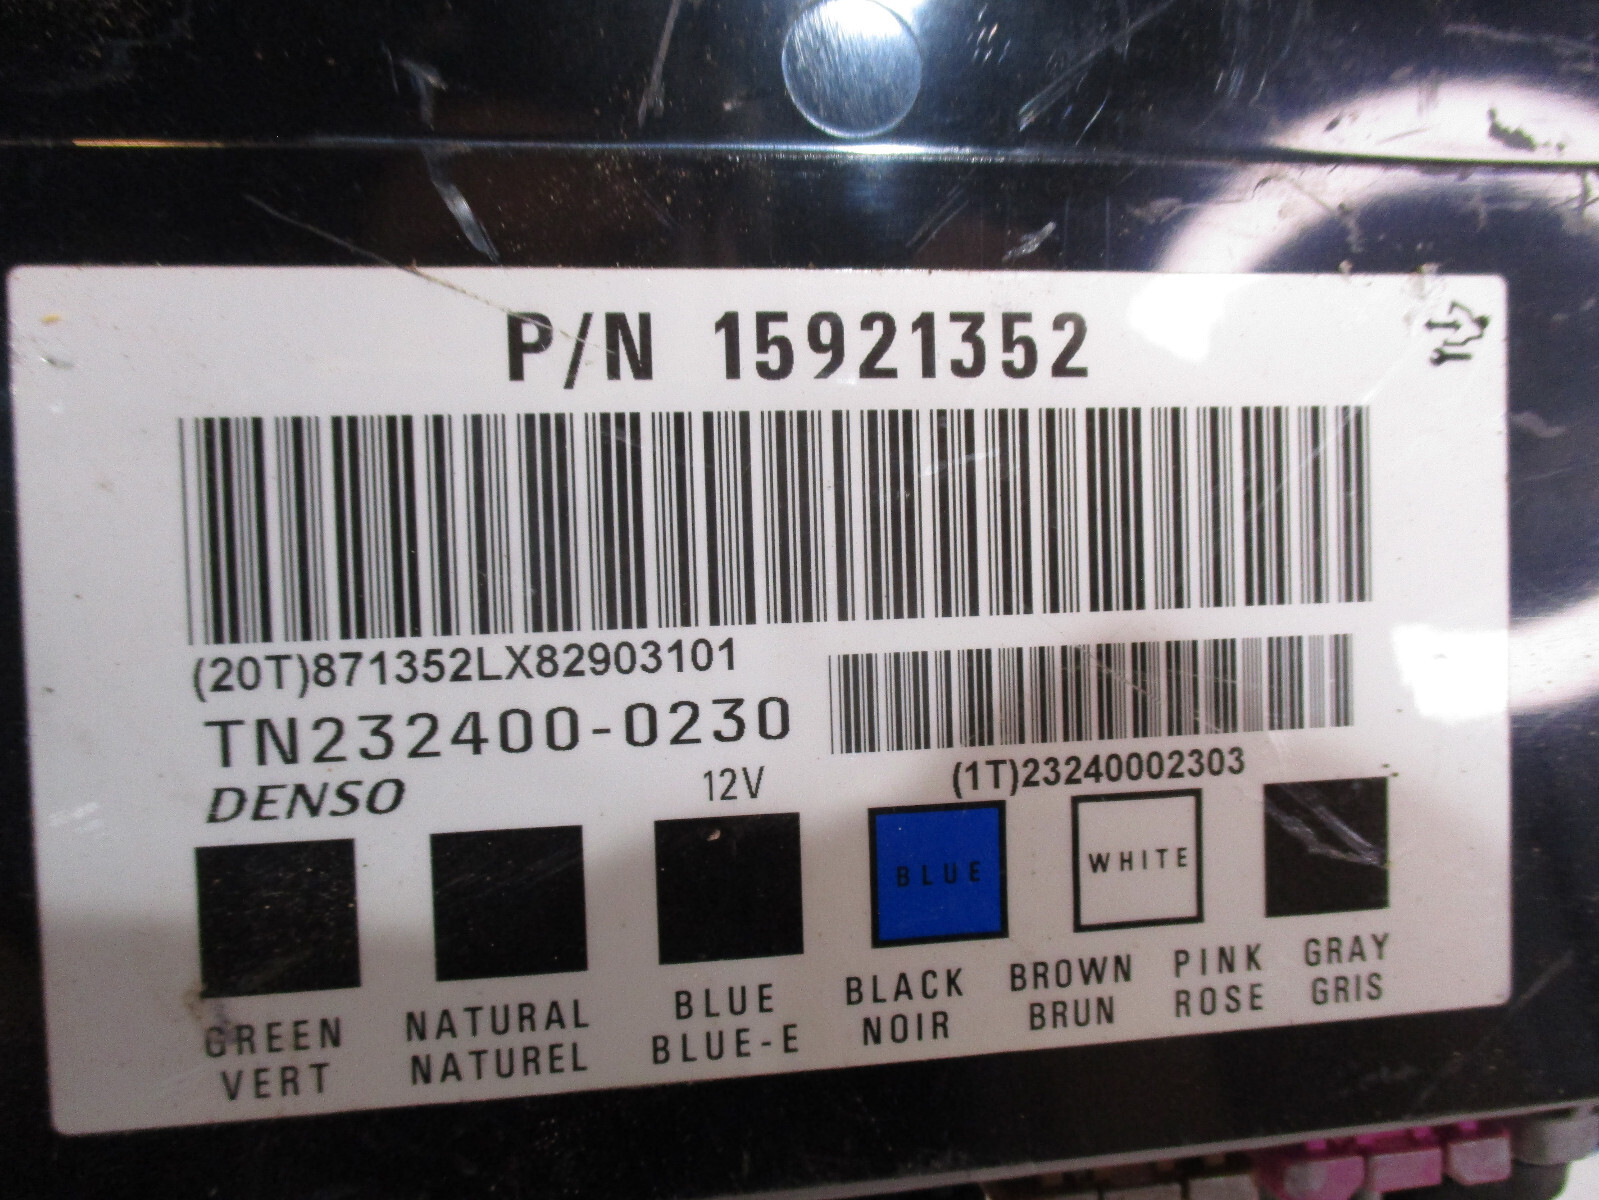 P/N 15921352
(20T)871352LX82903101
TN232400-0230
(1T)23240002303
DENSO 12V
BLUE WHITE
GREEN NATURAL BLUE BLACK BROWN PINK GRAY
VERT NATUREL BLUE-E NOIR BRUN ROSE GRIS